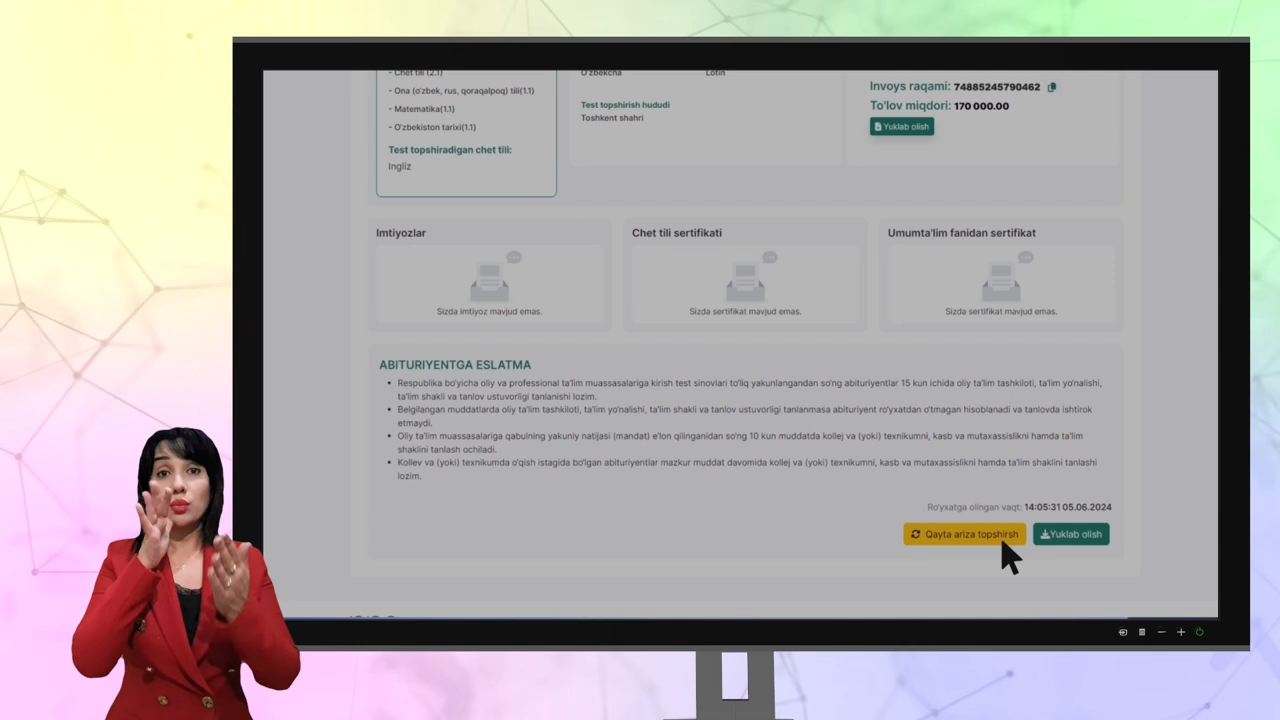 - Chet tili (2.1)
- Ona (o'zbek, rus, qoraqalpoq) tili(1.1)
- Matematika(1.1)
- O'zbekiston tarixi(1.1)
Test topshiradigan chet tili:
Ingliz
O'zbekcha
Lotin
Test topshirish hududi
Toshkent shahri
Invoys raqami: 74885245790462
To'lov miqdori: 170 000.00
Yuklab olish
Imtiyozlar
Sizda imtiyoz mavjud emas.
Chet tili sertifikati
Sizda sertifikat mavjud emas.
Umumta'lim fanidan sertifikat
Sizda sertifikat mavjud emas.
ABITURIYENTGA ESLATMA
Respublika bo'yicha oliy va professional ta'lim muassasalariga kirish test sinovlari to'liq yakunlangandan so'ng abituriyentlar 15 kun ichida oliy ta'lim tashkiloti, ta'lim yo'nalishi,
ta'lim shakli va tanlov ustuvorligi tanlanishi lozim.
Belgilangan muddatlarda oliy ta'lim tashkiloti, ta'lim yo'nalishi, ta'lim shakli va tanlov ustuvorligi tanlanmasa abituriyent ro'yxatdan o'tmagan hisoblanadi va tanlovda ishtirok
etmaydi.
Oliy ta'lim muassasalariga qabulning yakuniy natijasi (mandat) e'lon qilinganidan so'ng 10 kun muddatda kollej va (yoki) texnikumni, kasb va mutaxassislikni hamda ta'lim
shaklini tanlash ochiladi.
Kollev va (yoki) texnikumda o'qish istagida bo'lgan abituriyentlar mazkur muddat davomida kollej va (yoki) texnikumni, kasb va mutaxassislikni hamda ta'lim shaklini tanlashi
lozim.
Ro'yxatga olingan vaqt: 14:05:31 05.06.2024
Qayta ariza topshirsh
Yuklab olish